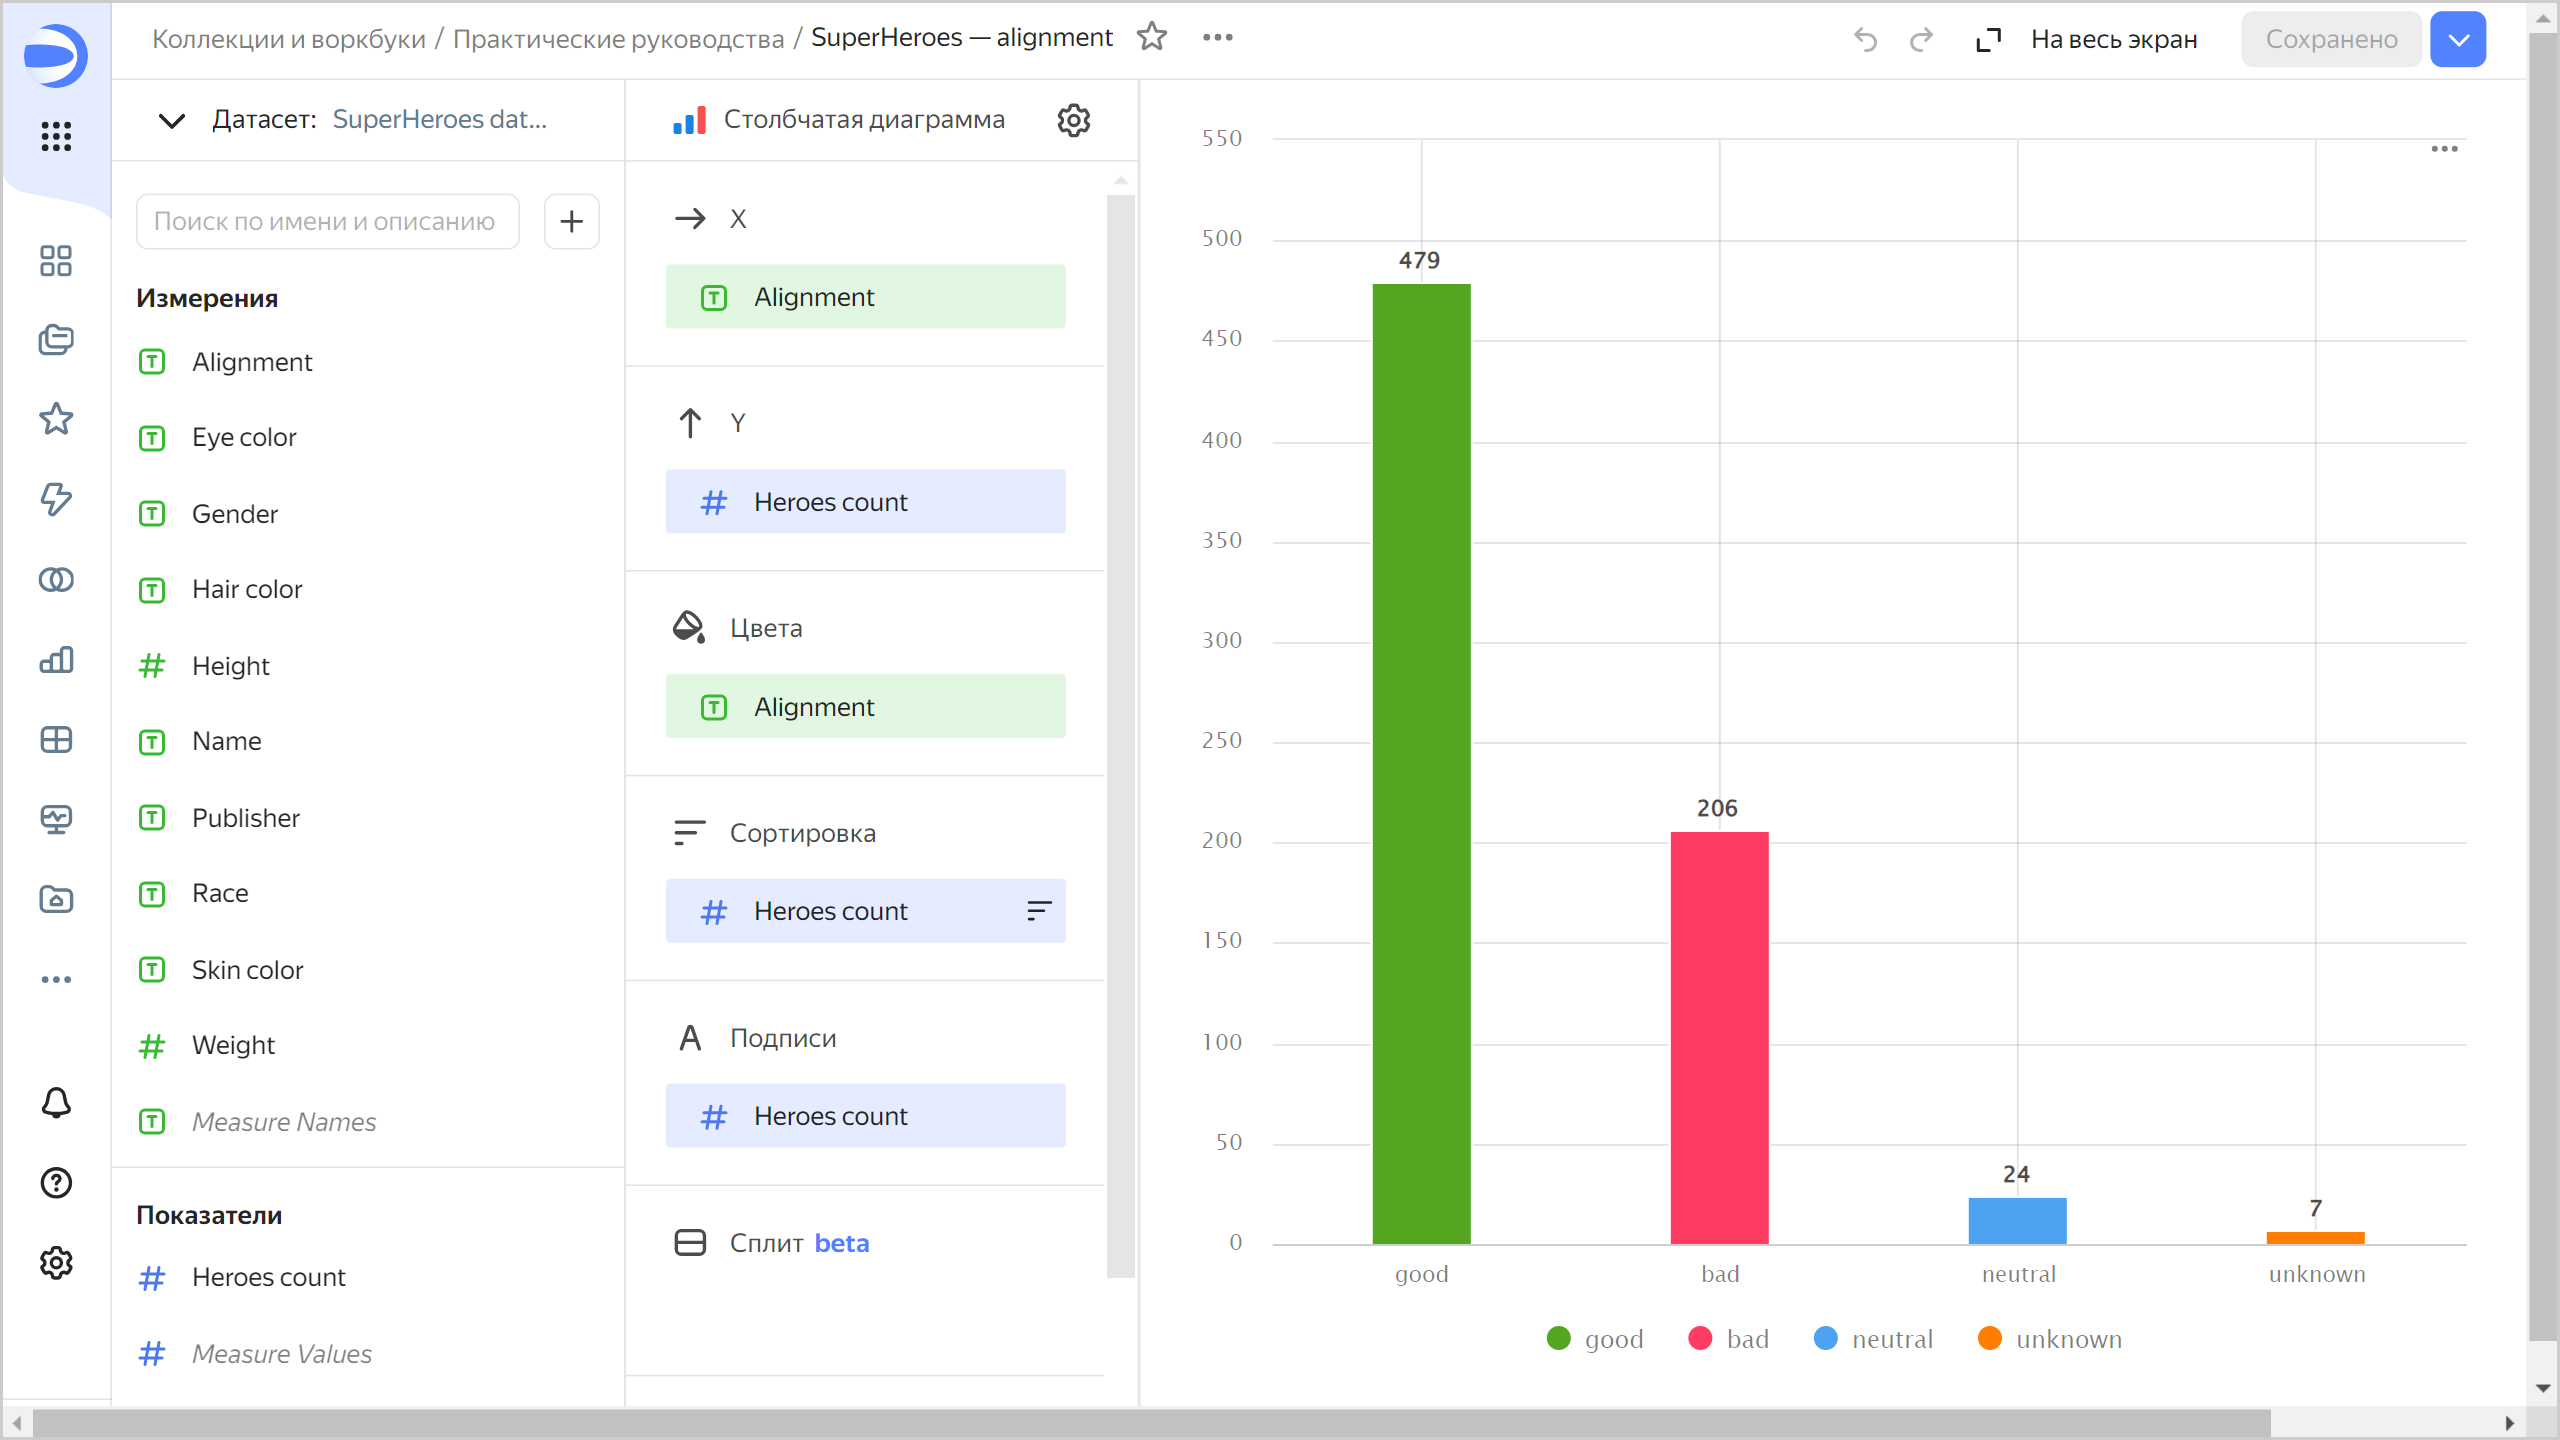 Коллекции и воркбуки / Практические руководства / SuperHeroes — alignment
На весь экран
Сохранено
Датасет: SuperHeroes dat...
Поиск по имени и описанию
Измерения
Alignment
Eye color
Gender
Hair color
Height
Name
Publisher
Race
Skin color
Weight
Measure Names
Показатели
Heroes count
Measure Values
Столбчатая диаграмма
X
Alignment
Y
Heroes count
Цвета
Alignment
Сортировка
Heroes count
Подписи
Heroes count
Сплит beta
550
500
450
400
350
300
250
200
150
100
50
0
479
206
24
7
good bad neutral unknown
good bad neutral unknown